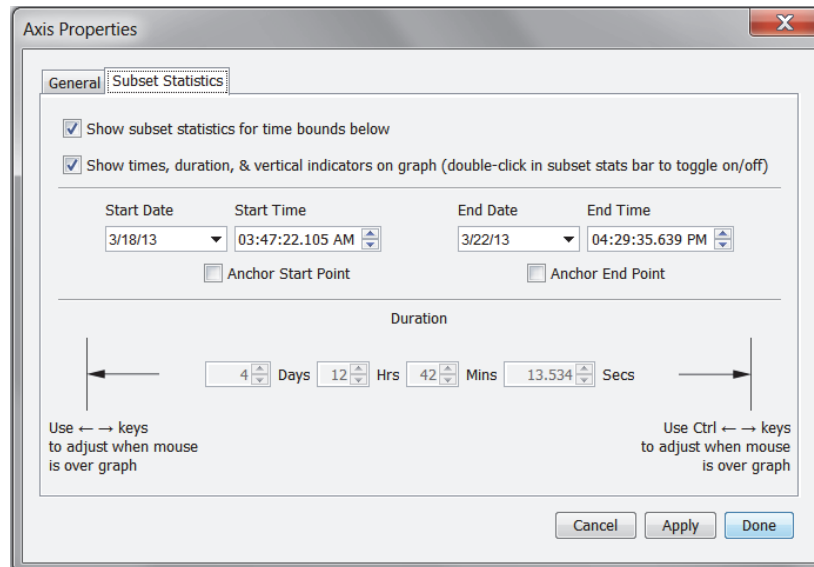 Axis Properties
X
General Subset Statistics
Show subset statistics for time bounds below
Show times, duration, & vertical indicators on graph (double-click in subset stats bar to toggle on/off)
Start Date Start Time End Date End Time
3/18/13 03:47:22.105 AM 3/22/13 04:29:35.639 PM
Anchor Start Point Anchor End Point
Duration
4 Days 12 Hrs 42 Mins 13.534 Secs
Use ← → keys
to adjust when mouse
is over graph
Use Ctrl ← → keys
to adjust when mouse
is over graph
Cancel Apply Done